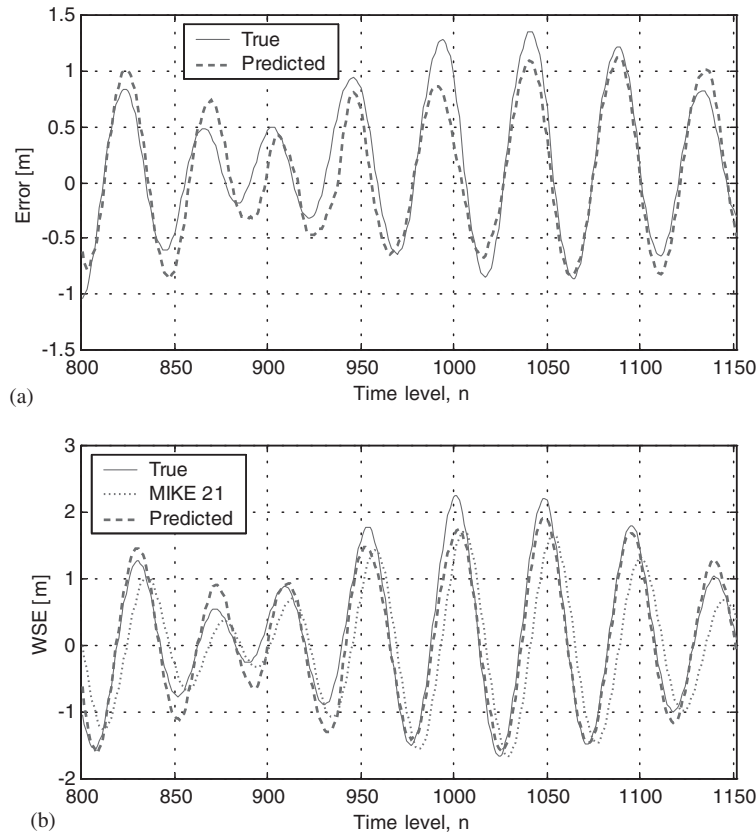 1.5
True
Predicted
1
0.5
0
-0.5
-1
-1.5
Error [m]
800 850 900 950 1000 1050 1100 1150
Time level, n
(a)
3
True
MIKE 21
Predicted
2
1
0
-1
-2
WSE [m]
800 850 900 950 1000 1050 1100 1150
Time level, n
(b)